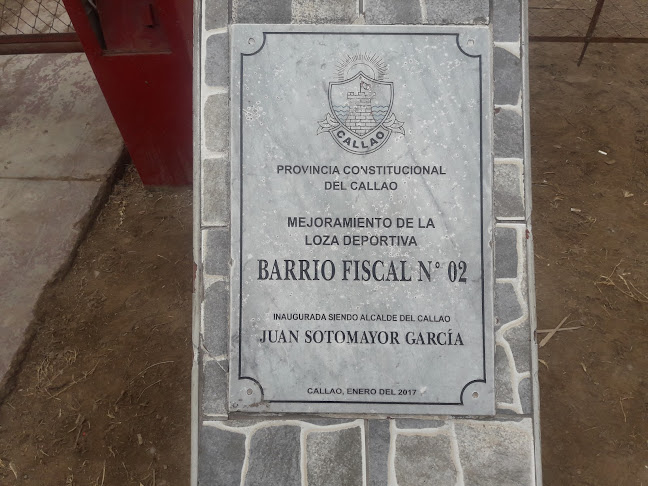 CALLAO
PROVINCIA CONSTITUCIONAL
DEL CALLAO
MEJORAMIENTO DE LA
LOZA DEPORTIVA
BARRIO FISCAL N° 02
INAUGURADA SIENDO ALCALDE DEL CALLAO
JUAN SOTOMAYOR GARCÍA
CALLAO, ENERO DEL 2017